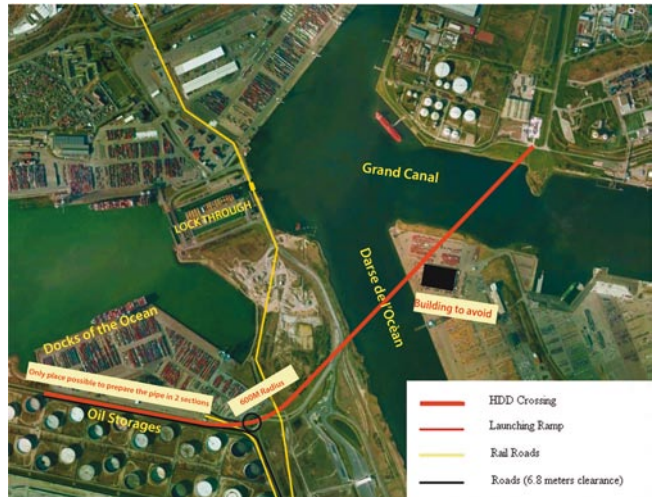 Grand Canal
LOCK THROUGH
Darse de l'Océan
Building to avoid
Docks of the Ocean
600M Radius
Only place possible to prepare the pipe in 2 sections
Oil Storages
HDD Crossing
Launching Ramp
Rail Roads
Roads (6.8 meters clearance)